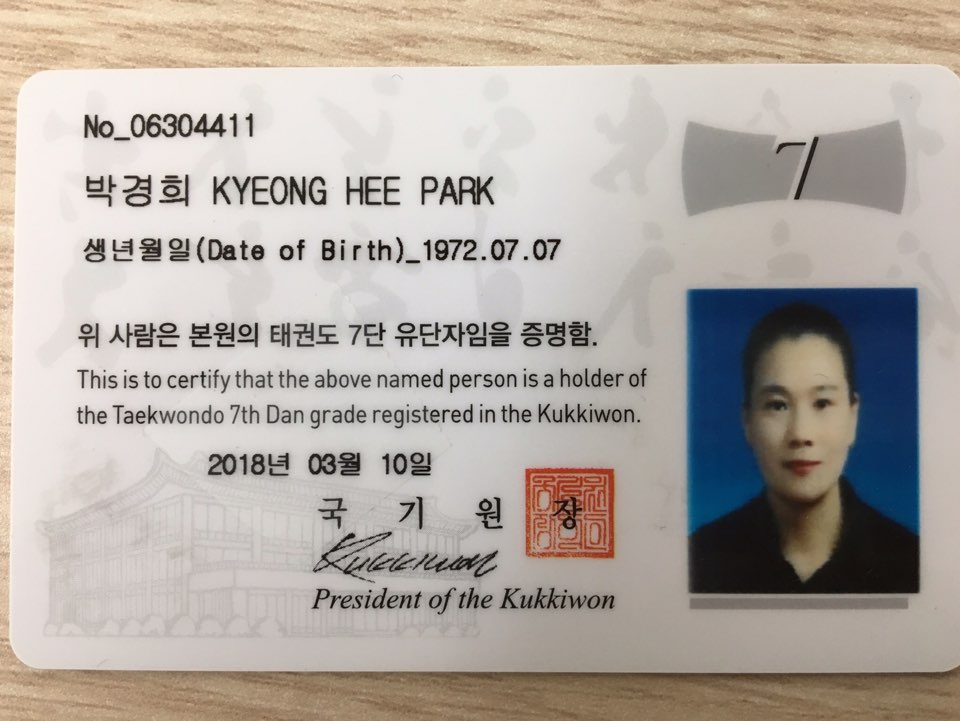 No_06304411
7
박경희 KYEONG HEE PARK
생년월일(Date of Birth)_1972.07.07
위 사람은 본원의 태권도 7단 유단자임을 증명함.
This is to certify that the above named person is a holder of
the Taekwondo 7th Dan grade registered in the Kukkiwon.
2018년 03월 10일
국 기 원 장
Kukkiwon
President of the Kukkiwon